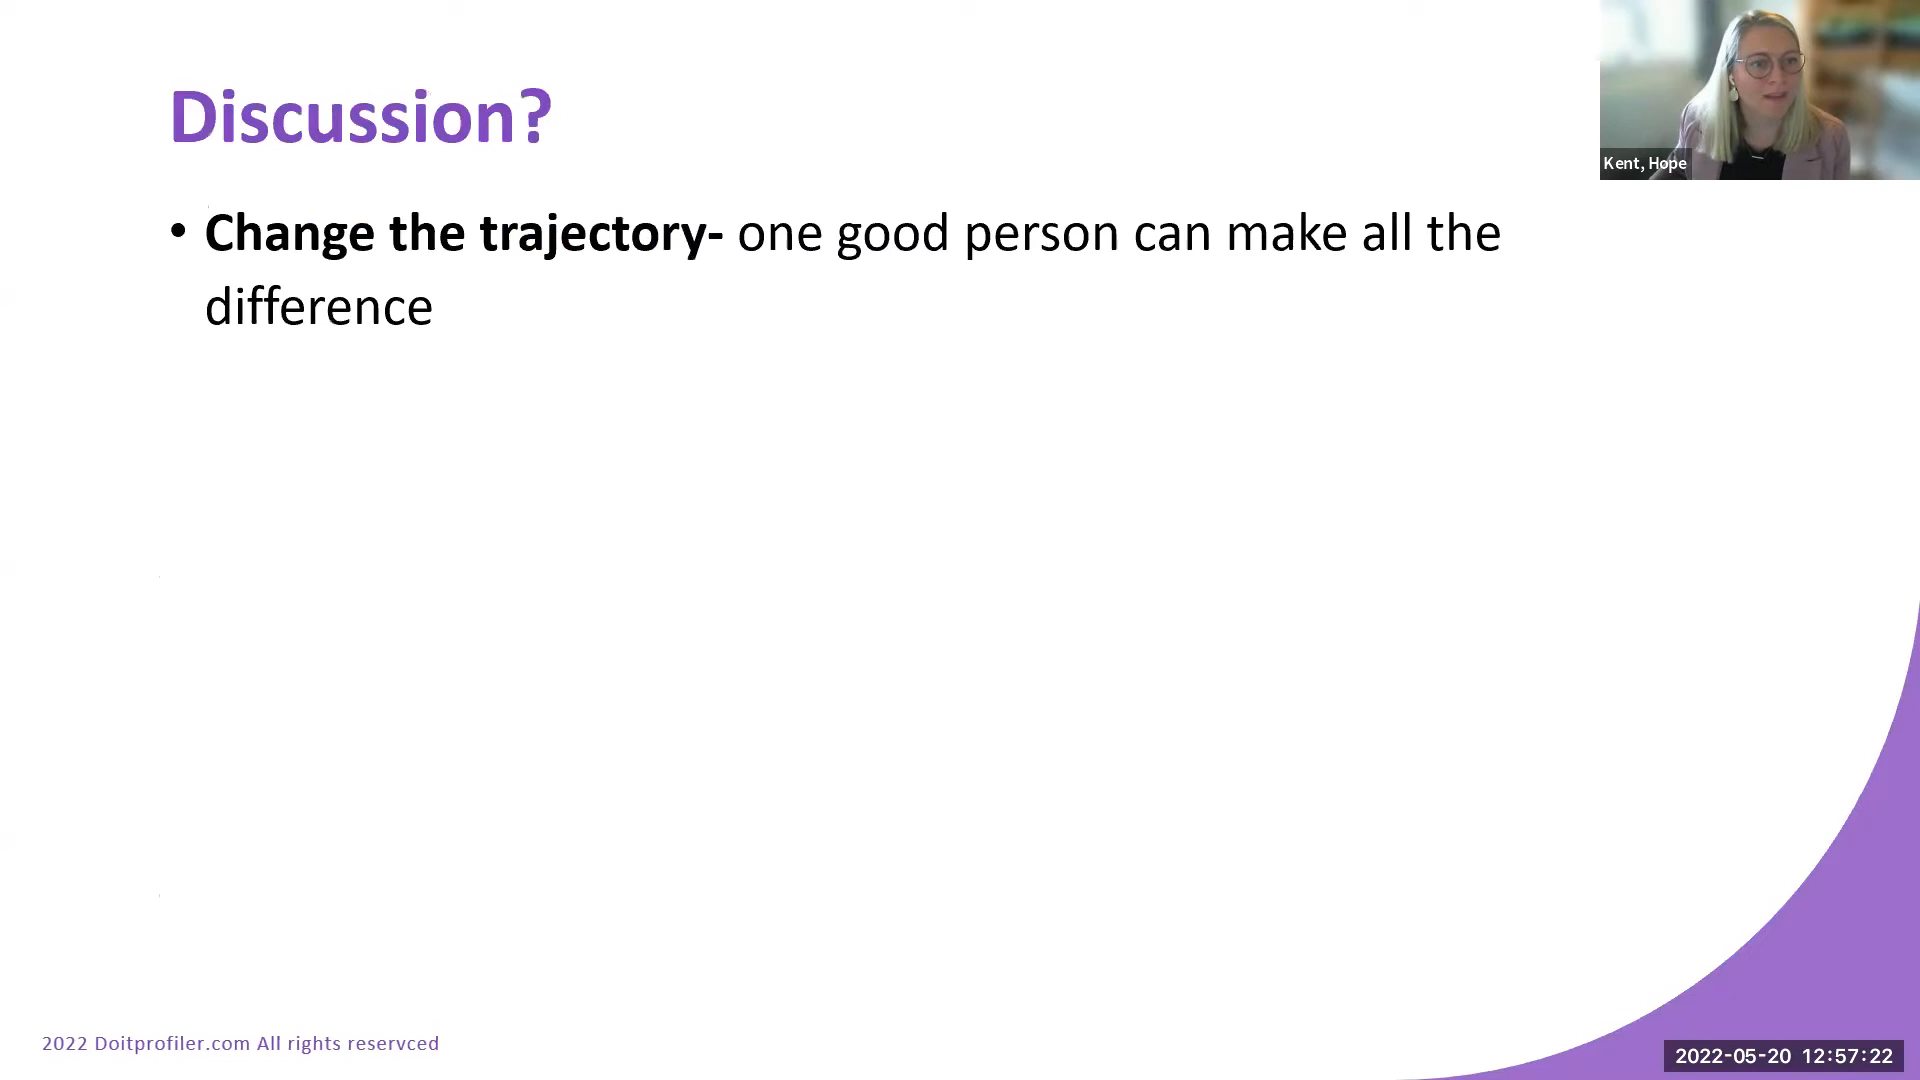 Discussion?
Kent, Hope
• Change the trajectory- one good person can make all the
difference
2022 Doitprofiler.com All rights reservced
2022-05-20 12:57:22